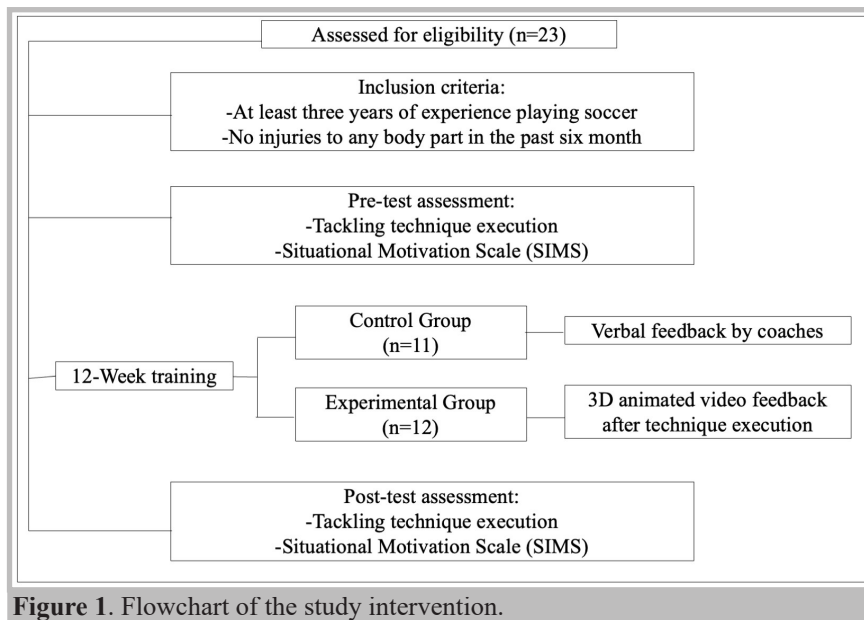 Assessed for eligibility (n=23)
Inclusion criteria:
-At least three years of experience playing soccer
-No injuries to any body part in the past six month
Pre-test assessment:
-Tackling technique execution
-Situational Motivation Scale (SIMS)
12-Week training
Control Group
(n=11)
Verbal feedback by coaches
Experimental Group
(n=12)
3D animated video feedback
after technique execution
Post-test assessment:
-Tackling technique execution
-Situational Motivation Scale (SIMS)
Figure 1. Flowchart of the study intervention.